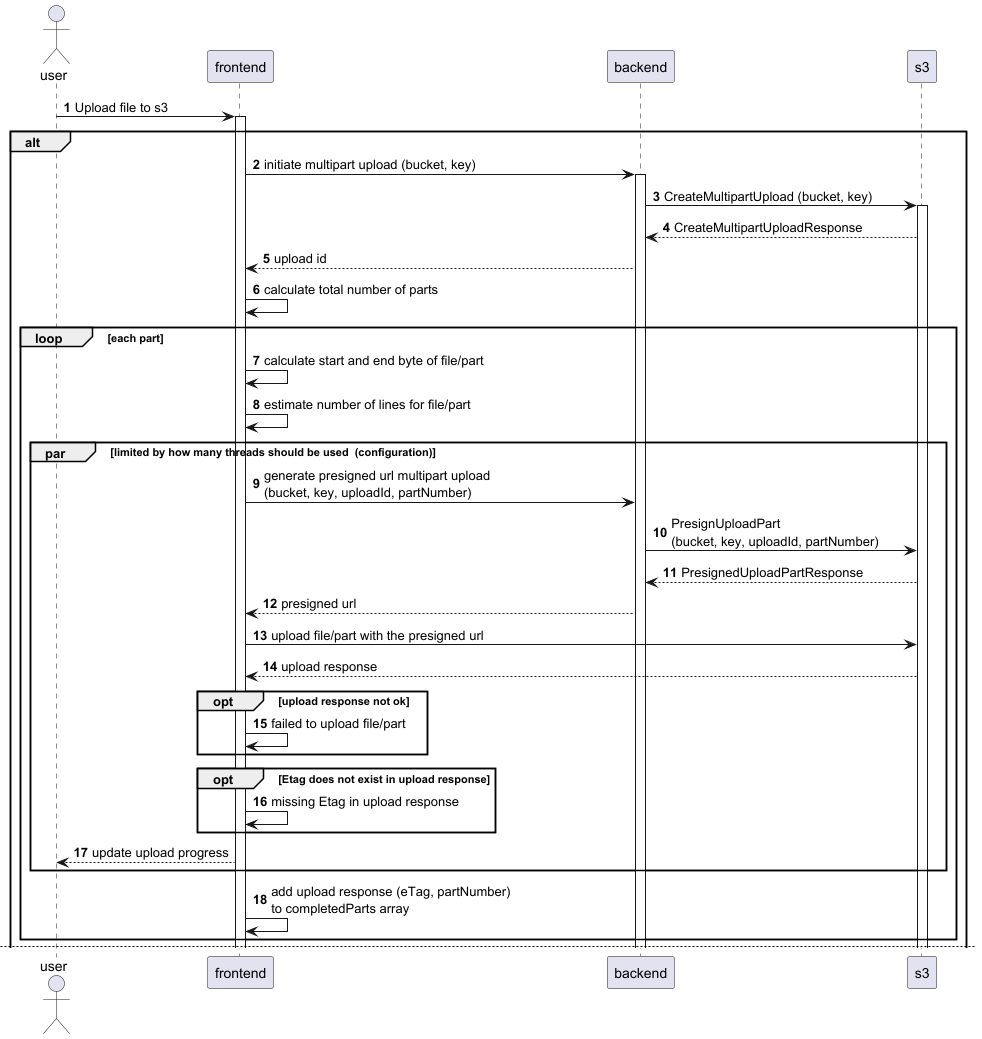 user
frontend
backend
s3
1 Upload file to s3
alt
2 initiate multipart upload (bucket, key)
3 CreateMultipartUpload (bucket, key)
4 CreateMultipartUploadResponse
5 upload id
6 calculate total number of parts
loop [each part]
7 calculate start and end byte of file/part
8 estimate number of lines for file/part
par [limited by how many threads should be used (configuration)]
9 generate presigned url multipart upload
(bucket, key, uploadId, partNumber)
10 PresignUploadPart
(bucket, key, uploadId, partNumber)
11 PresignedUploadPartResponse
12 presigned url
13 upload file/part with the presigned url
14 upload response
opt [upload response not ok]
15 failed to upload file/part
opt [Etag does not exist in upload response]
16 missing Etag in upload response
17 update upload progress
18 add upload response (eTag, partNumber)
to completedParts array
user
frontend
backend
s3